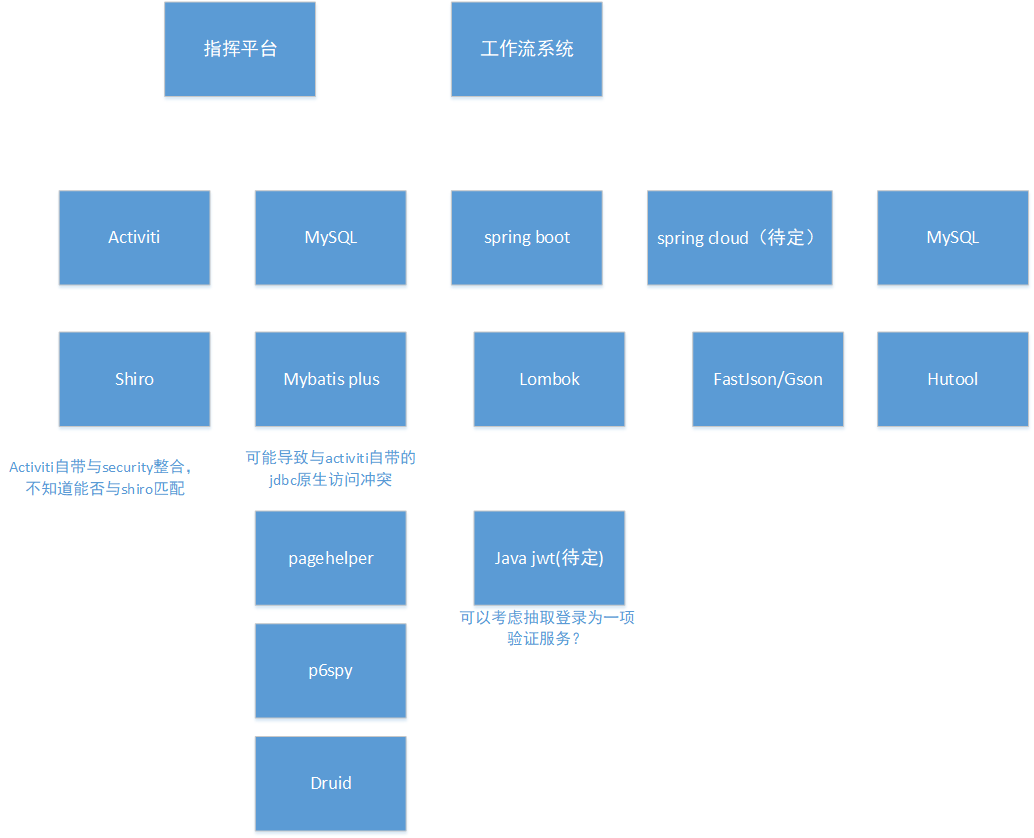 指挥平台
工作流系统
Activiti
MySQL
spring boot
spring cloud（待定）
MySQL
Shiro
Mybatis plus
Lombok
FastJson/Gson
Hutool
Activiti自带与security整合，
不知道能否与shiro匹配
可能导致与activiti自带的
jdbc原生访问冲突
pagehelper
Java jwt(待定)
可以考虑抽取登录为一项
验证服务？
p6spy
Druid